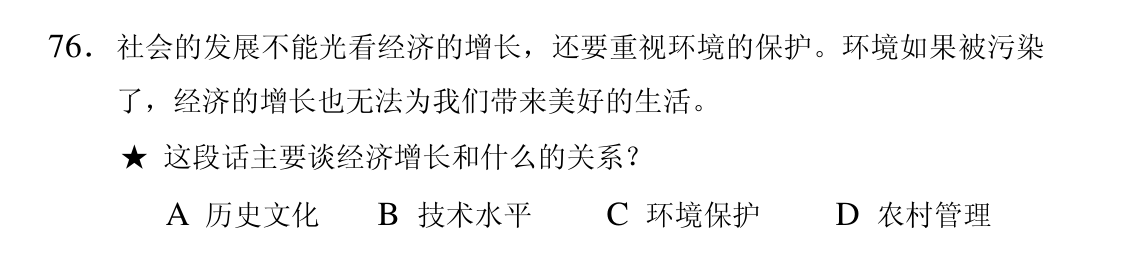 76. 社会的发展不能光看经济的增长，还要重视环境的保护。环境如果被污染
了，经济的增长也无法为我们带来美好的生活。
★ 这段话主要谈经济增长和什么的关系？
A 历史文化 B 技术水平 C 环境保护 D 农村管理